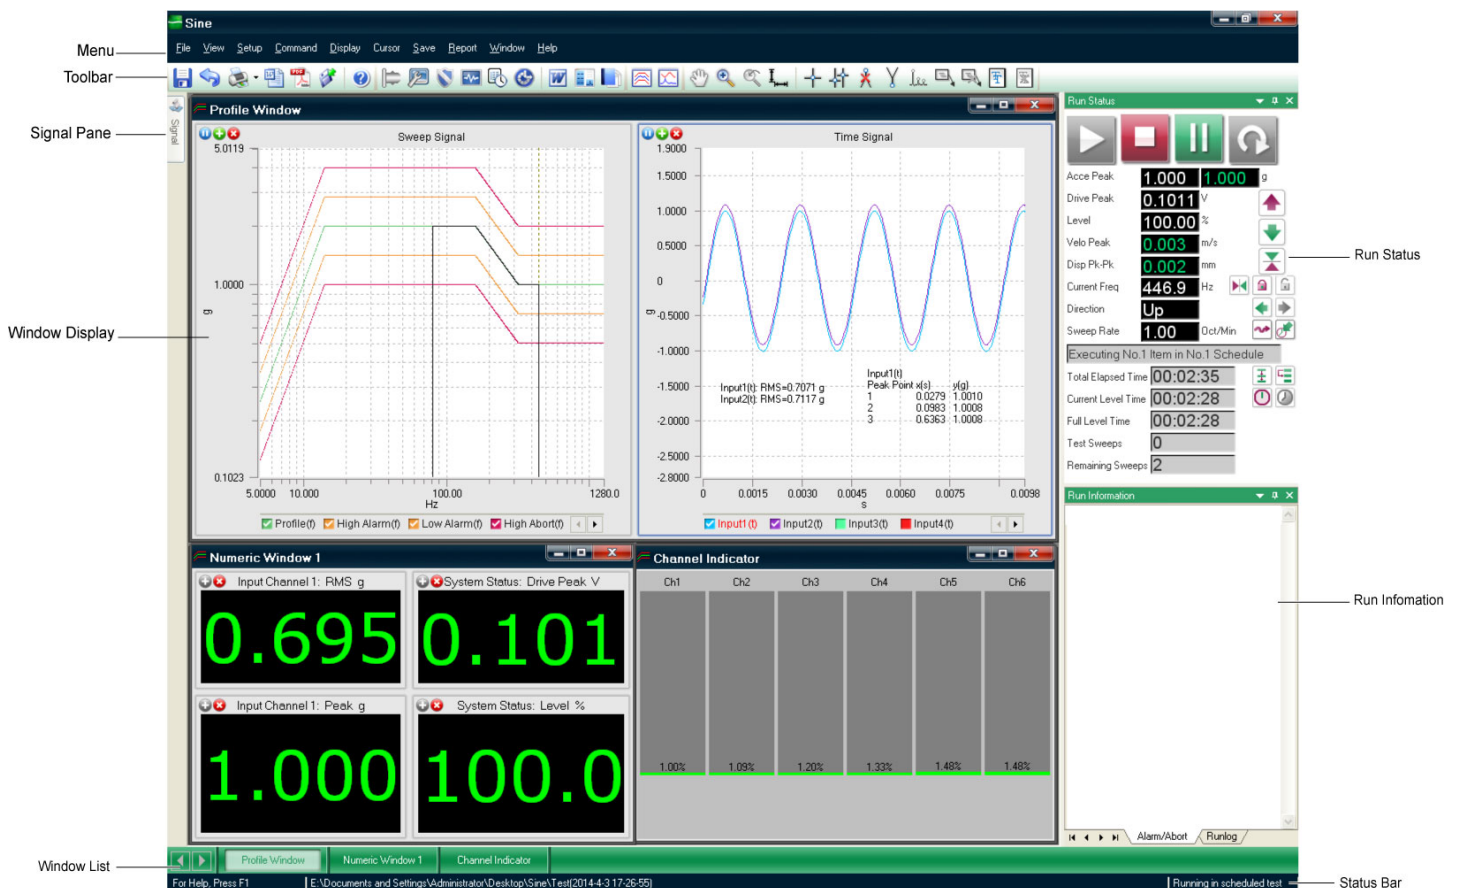 Sine
Menu
File View Setup Command Display Cursor Save Report Window Help
Toolbar
Signal Pane
Signal
Window Display
Profile Window
Sweep Signal
5.0119
1.0000
0.1023
g
5.0000 10.000 100.00 1280.0
Hz
Profile(f) High Alarm(f) Low Alarm(f) High Abort(f)
Time Signal
1.9000
1.5000
1.0000
0.5000
0
g
-0.5000
-1.0000
-1.5000
-2.0000
-2.5000
-2.8000
Input1(t): RMS=0.7071 g
Input2(t): RMS=0.7117 g
Input1(t)
Peak Point x(s) y(g)
1 0.0279 1.0010
2 0.0983 1.0008
3 0.6363 1.0008
0 0.0015 0.0030 0.0045 0.0060 0.0075 0.0098
s
Input1(t) Input2(t) Input3(t) Input4(t)
Run Status
Acce Peak 1.000 1.000 g
Drive Peak 0.1011 V
Level 100.00 %
Velo Peak 0.003 m/s
Disp Pk-Pk 0.002 mm
Current Freq 446.9 Hz
Direction Up
Sweep Rate 1.00 Oct/Min
Executing No.1 Item in No.1 Schedule
Total Elapsed Time 00:02:35
Current Level Time 00:02:28
Full Level Time 00:02:28
Test Sweeps 0
Remaining Sweeps 2
Run Status
Run Information
Run Infomation
Alarm/Abort Runlog
Numeric Window 1
Input Channel 1: RMS g
0.695
System Status: Drive Peak V
0.101
Input Channel 1: Peak g
1.000
System Status: Level %
100.0
Channel Indicator
Ch1 Ch2 Ch3 Ch4 Ch5 Ch6
1.00% 1.09% 1.20% 1.33% 1.48% 1.48%
Window List
Profile Window Numeric Window 1 Channel Indicator
For Help, Press F1 E:\Documents and Settings\Administrator\Desktop\Sine\Test(2014-4-3 17-26-55) Running in scheduled test
Status Bar